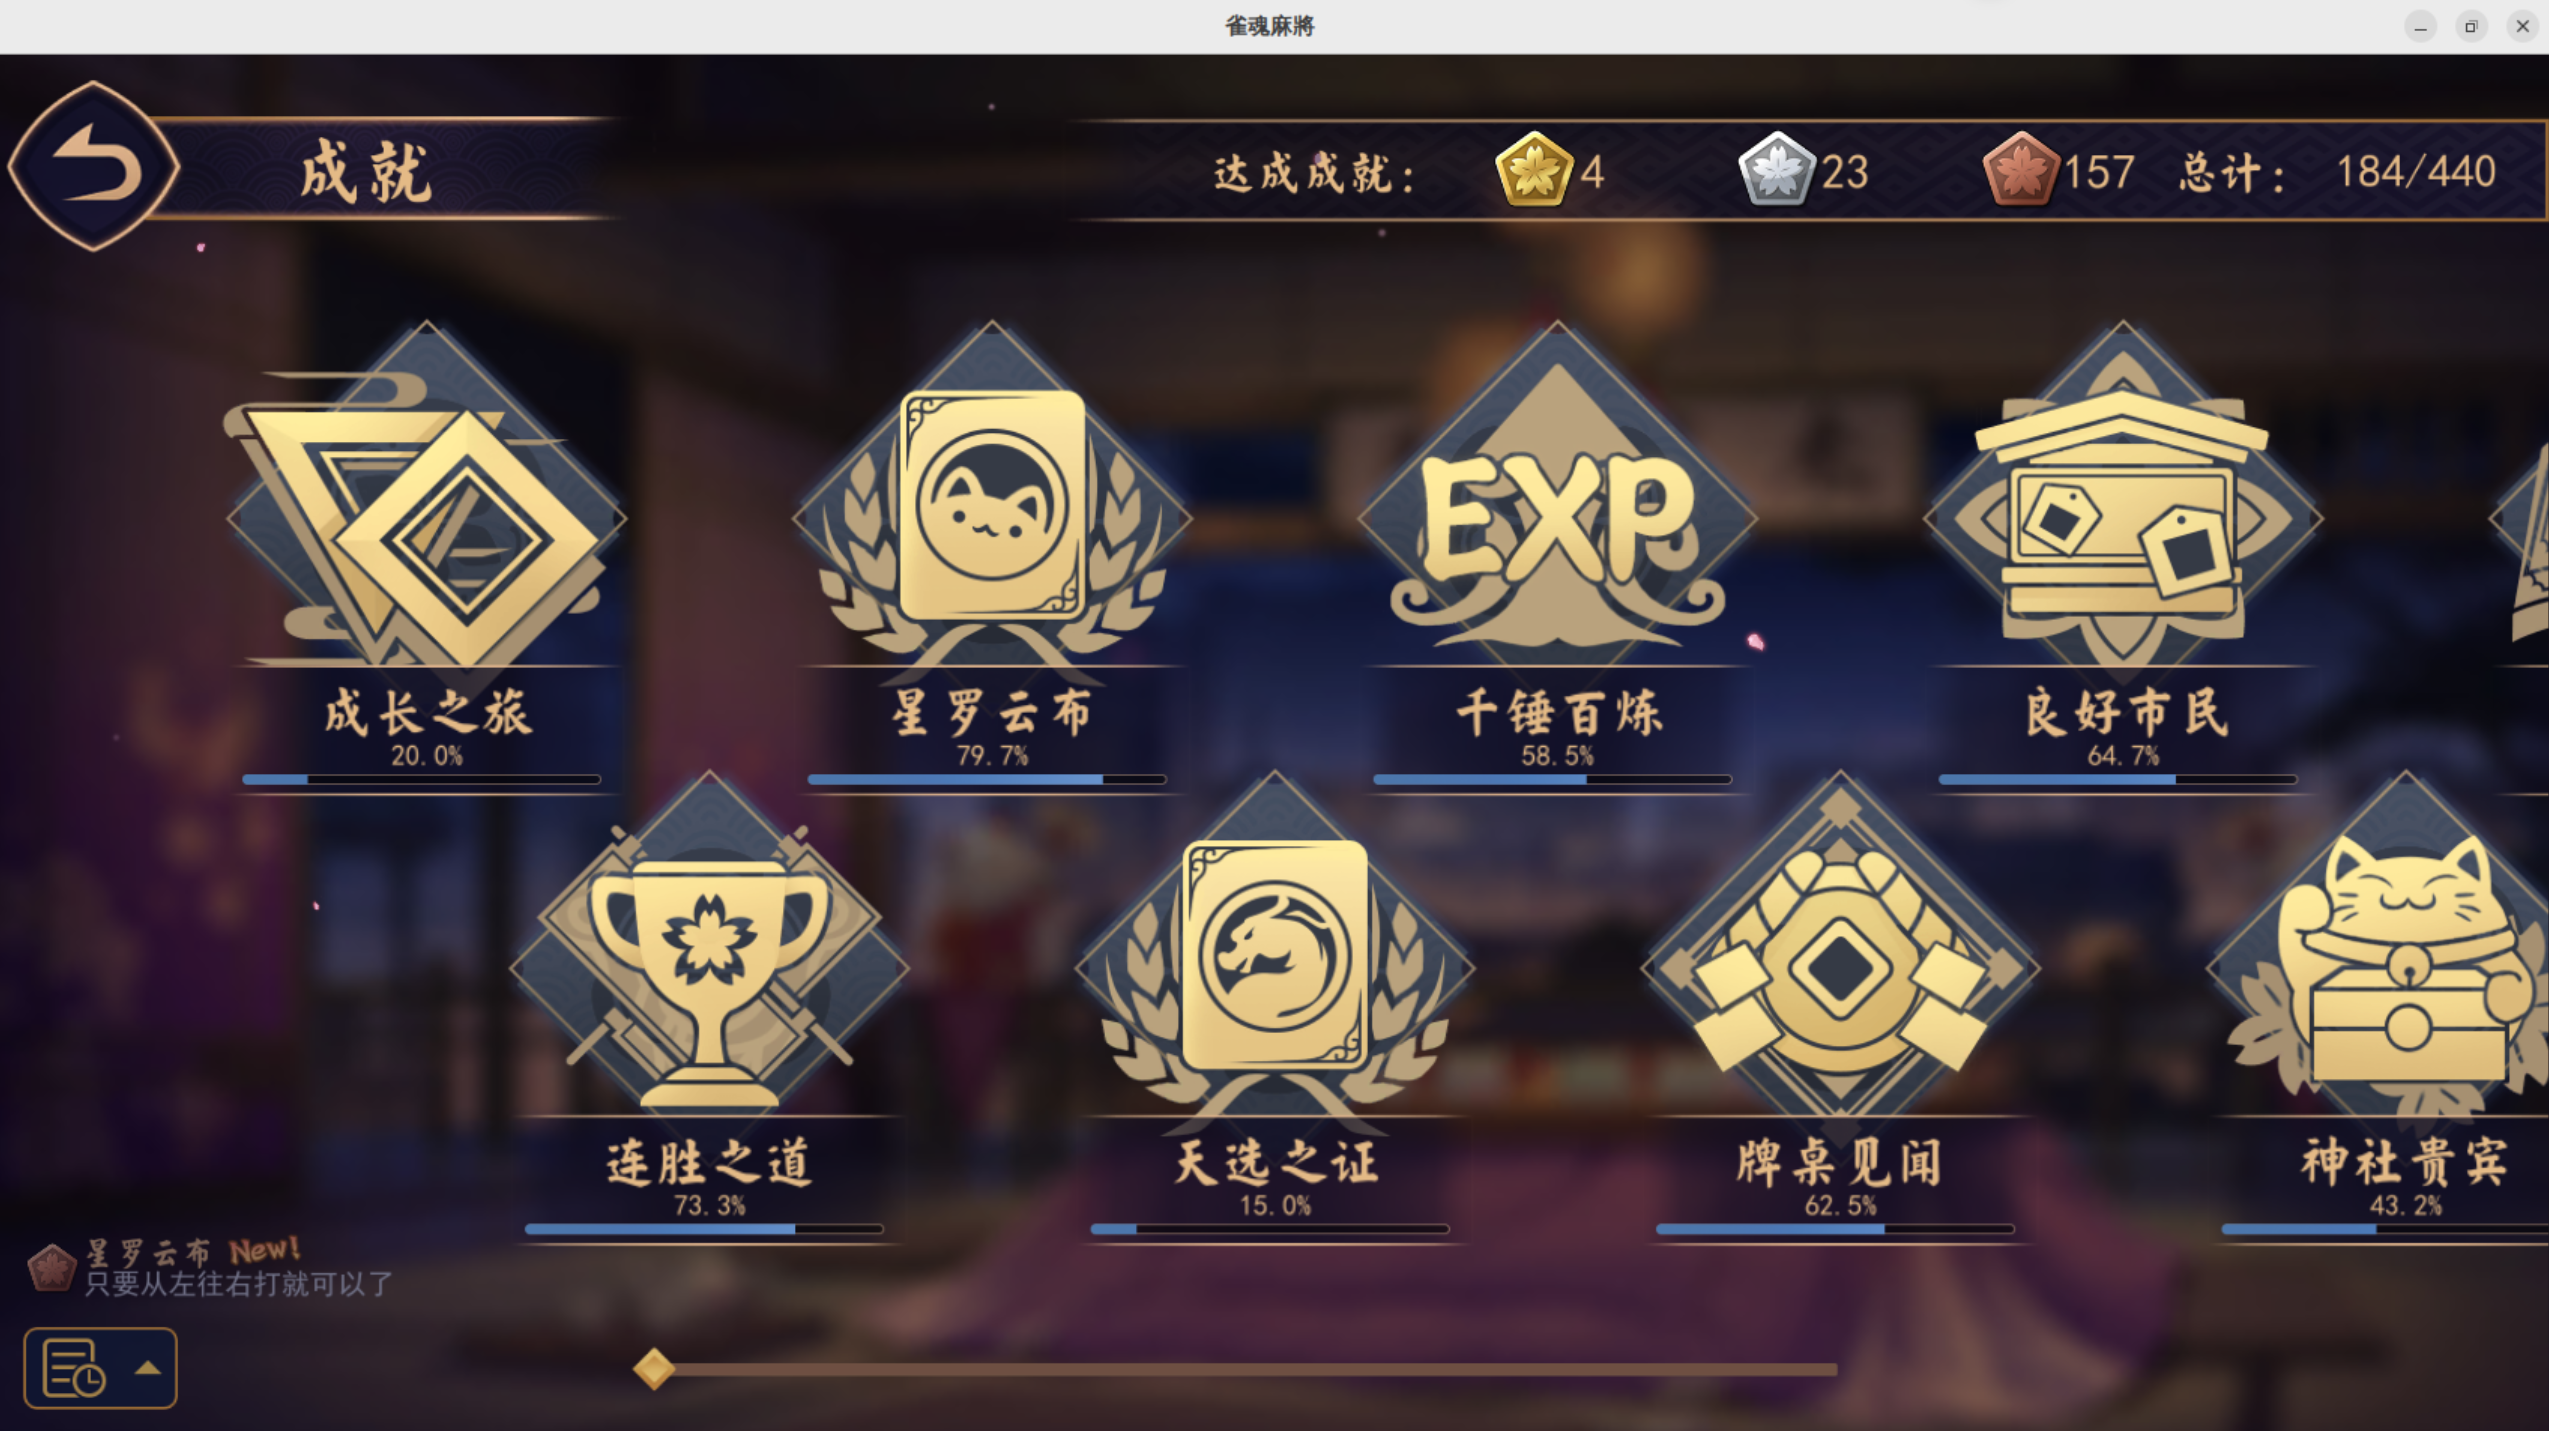 雀魂麻將
成就
达成成就： 4 23 157 总计： 184/440
EXP
成长之旅
20.0%
星罗云布
79.7%
千锤百炼
58.5%
良好市民
64.7%
连胜之道
73.3%
天选之证
15.0%
牌桌见闻
62.5%
神社贵宾
43.2%
星罗云布 New!
只要从左往右打就可以了